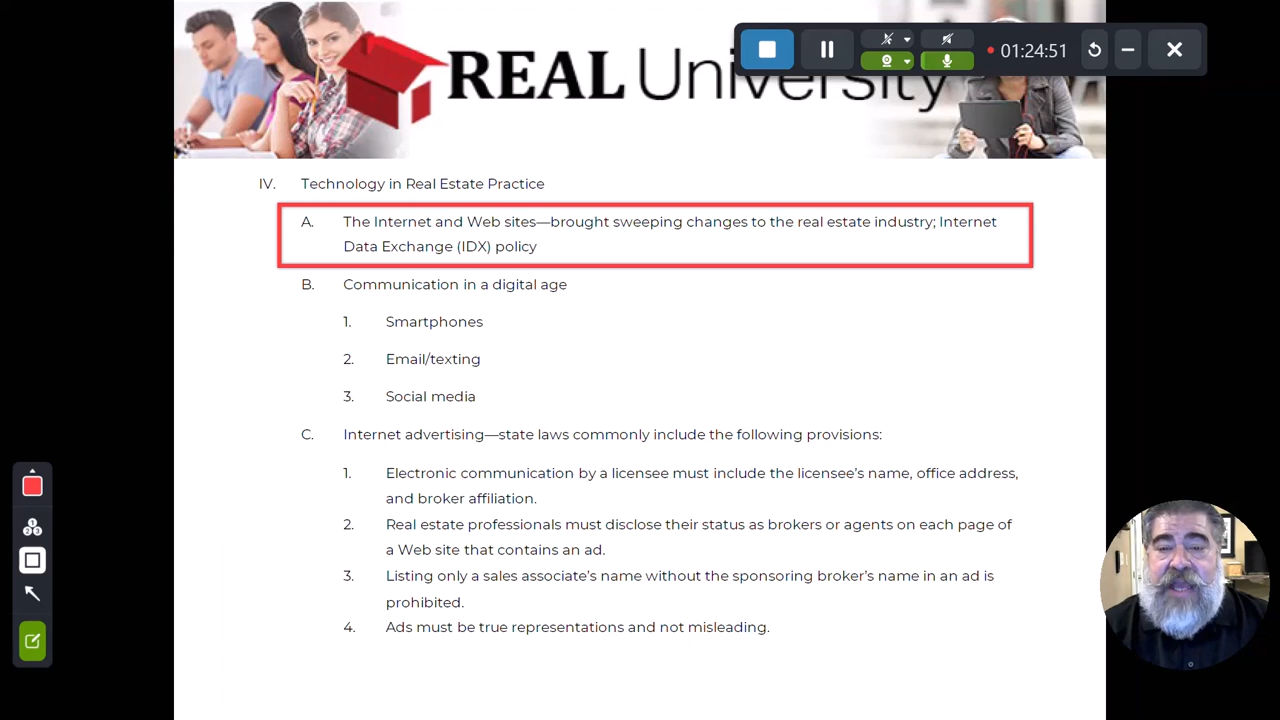 REAL University
01:24:51
IV. Technology in Real Estate Practice
A. The Internet and Web sites—brought sweeping changes to the real estate industry; Internet
Data Exchange (IDX) policy
B. Communication in a digital age
1. Smartphones
2. Email/texting
3. Social media
C. Internet advertising—state laws commonly include the following provisions:
1. Electronic communication by a licensee must include the licensee’s name, office address,
and broker affiliation.
2. Real estate professionals must disclose their status as brokers or agents on each page of
a Web site that contains an ad.
3. Listing only a sales associate’s name without the sponsoring broker’s name in an ad is
prohibited.
4. Ads must be true representations and not misleading.